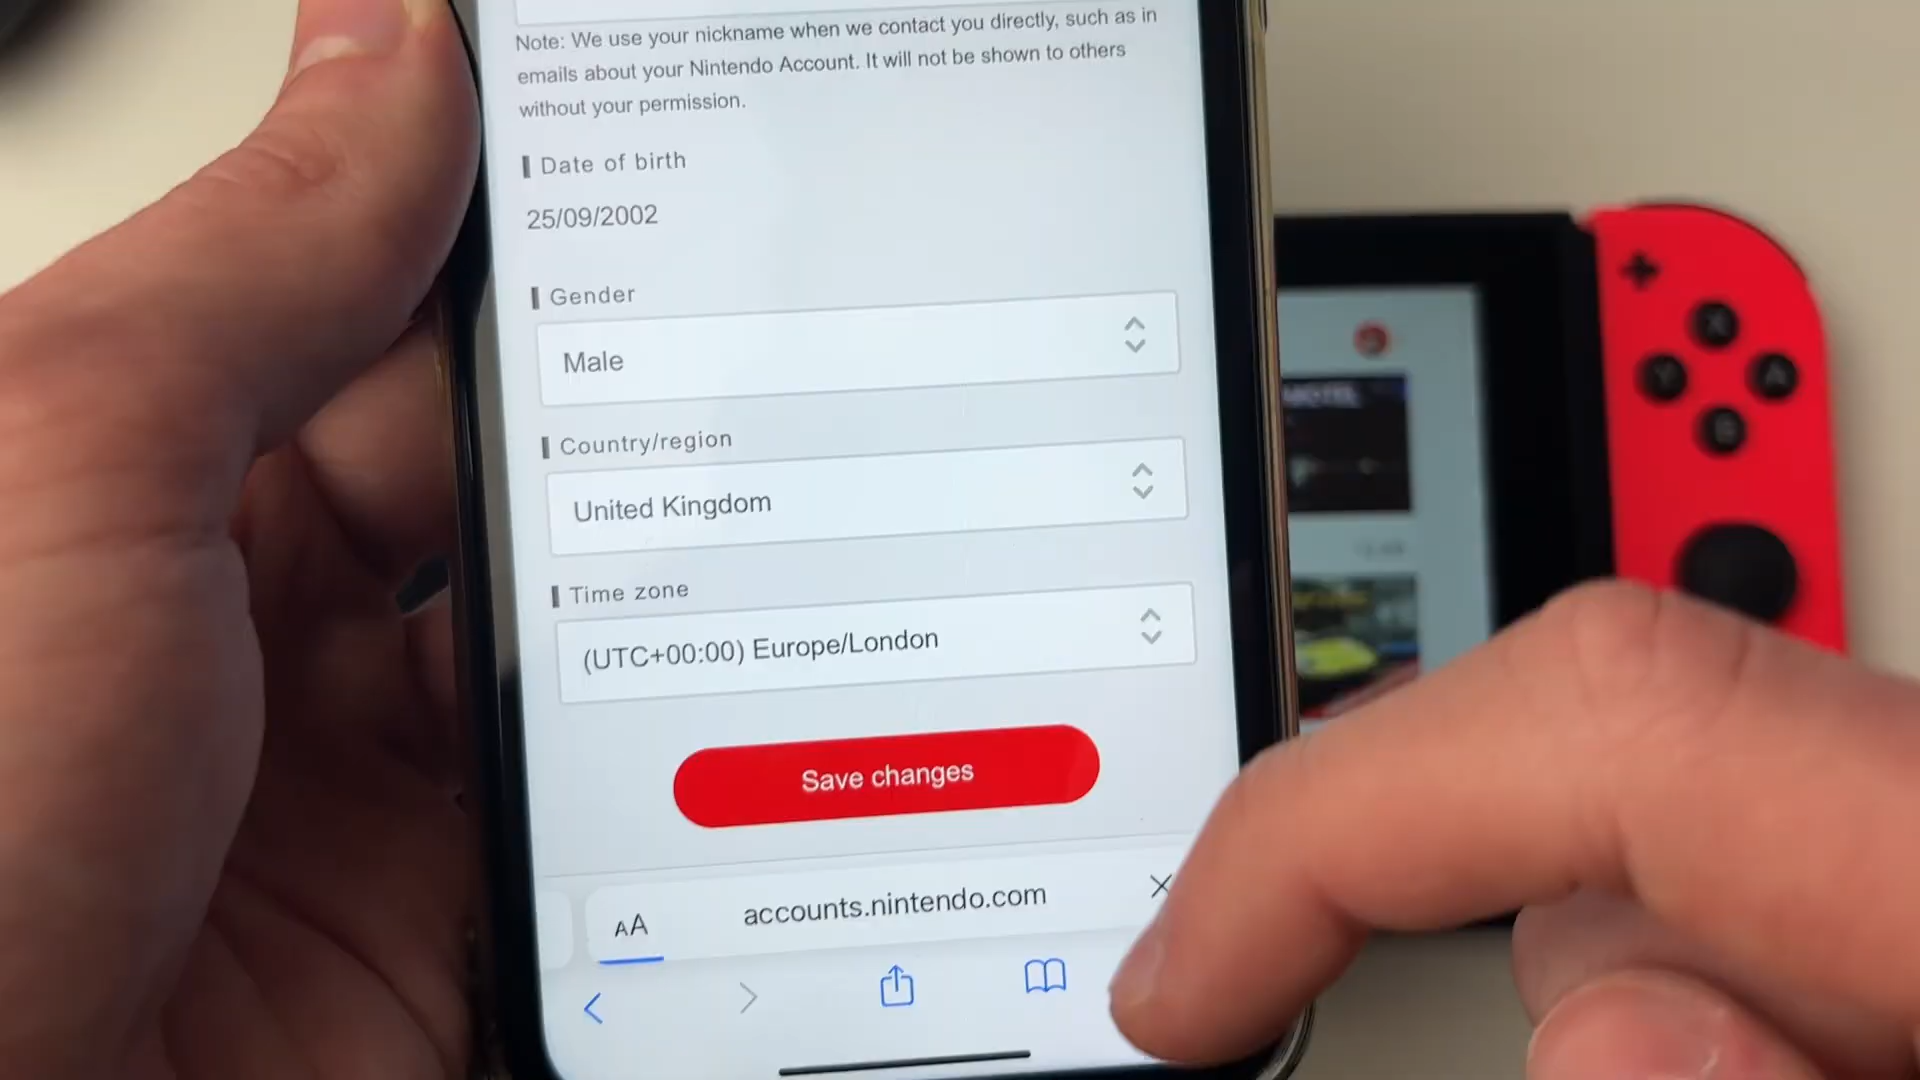 Note: We use your nickname when we contact you directly, such as in
emails about your Nintendo Account. It will not be shown to others
without your permission.
Date of birth
25/09/2002
Gender
Male
Country/region
United Kingdom
Time zone
(UTC+00:00) Europe/London
Save changes
AA
accounts.nintendo.com
X
Y
A
B